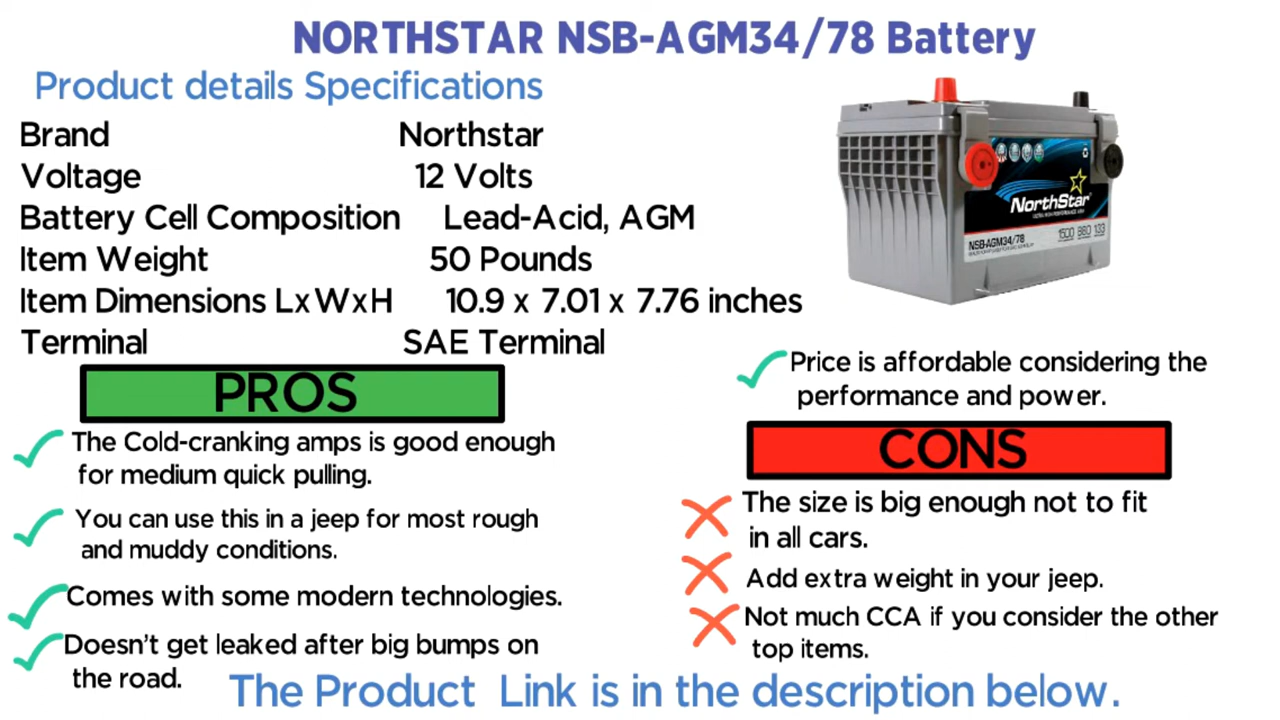 NORTHSTAR NSB-AGM34/78 Battery
Product details Specifications
Brand Northstar
Voltage 12 Volts
Battery Cell Composition Lead-Acid, AGM
Item Weight 50 Pounds
Item Dimensions LxWxH 10.9 x 7.01 x 7.76 inches
Terminal SAE Terminal
NorthStar
NSB-AGM34/78
1500 880 133
PROS
The Cold-cranking amps is good enough
for medium quick pulling.
You can use this in a jeep for most rough
and muddy conditions.
Comes with some modern technologies.
Doesn't get leaked after big bumps on
the road.
Price is affordable considering the
performance and power.
CONS
The size is big enough not to fit
in all cars.
Add extra weight in your jeep.
Not much CCA if you consider the other
top items.
The Product Link is in the description below.